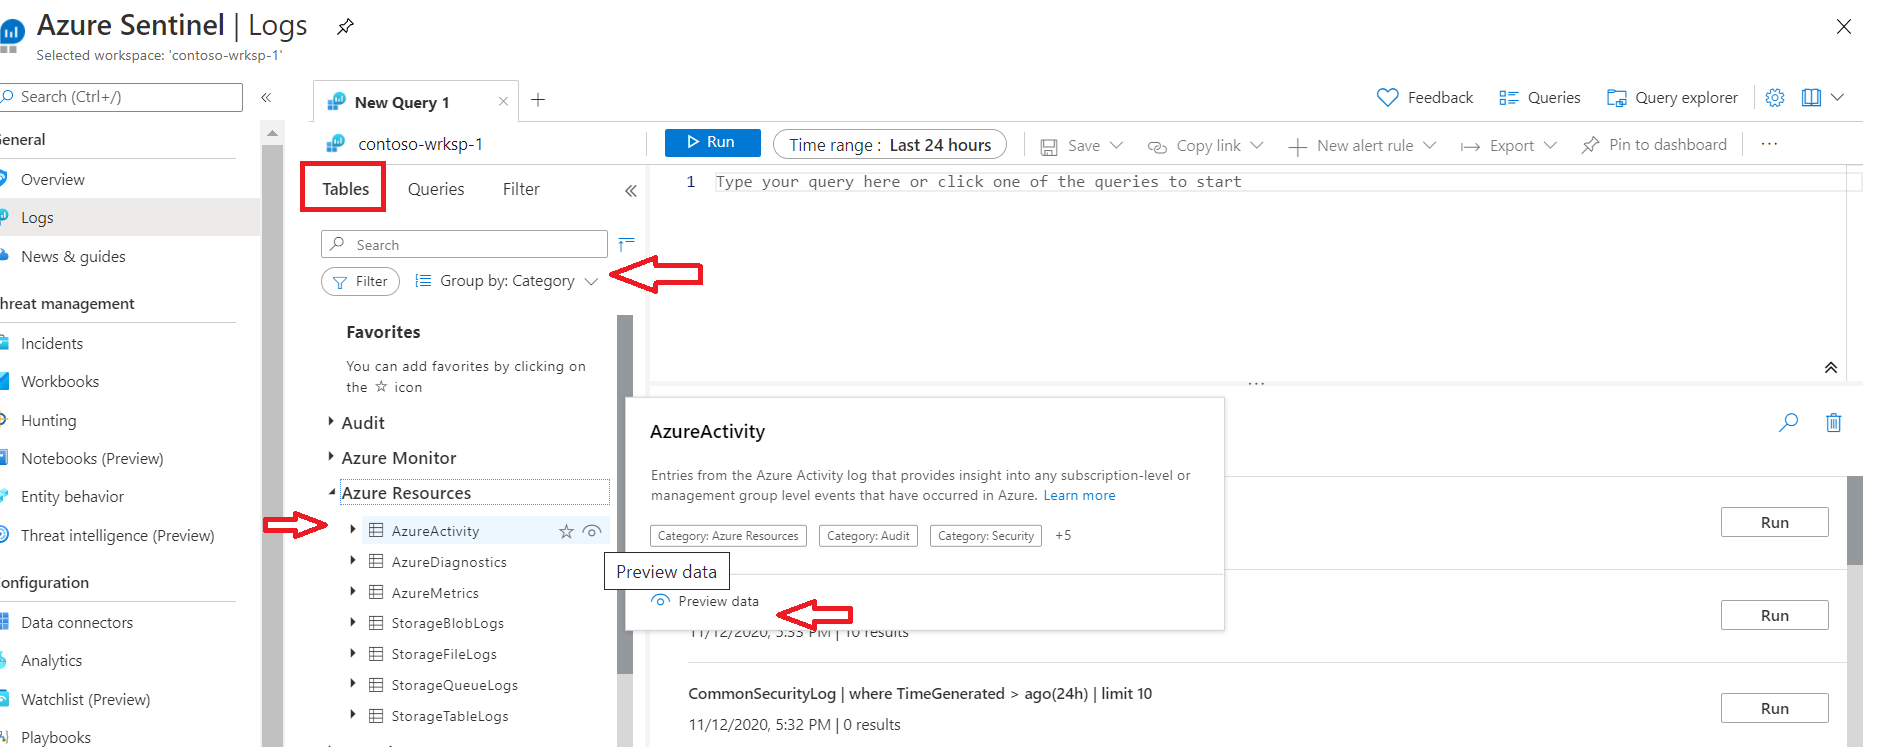 Azure Sentinel | Logs
Selected workspace: 'contoso-wrksp-1'
Search (Ctrl+/)
«
eneral
Overview
Logs
News & guides
hreat management
Incidents
Workbooks
Hunting
Notebooks (Preview)
Entity behavior
Threat intelligence (Preview)
onfiguration
Data connectors
Analytics
Watchlist (Preview)
Playbooks
New Query 1
Feedback
Queries
Query explorer
contoso-wrksp-1
Run
Time range : Last 24 hours
Save
Copy link
New alert rule
Export
Pin to dashboard
...
Tables
Queries
Filter
«
Search
Filter
Group by: Category
Favorites
You can add favorites by clicking on
the ☆ icon
Audit
Azure Monitor
Azure Resources
AzureActivity
AzureDiagnostics
AzureMetrics
StorageBlobLogs
StorageFileLogs
StorageQueueLogs
StorageTableLogs
1 Type your query here or click one of the queries to start
...
AzureActivity
Entries from the Azure Activity log that provides insight into any subscription-level or
management group level events that have occurred in Azure. Learn more
Category: Azure Resources
Category: Audit
Category: Security
+5
Preview data
Preview data
Run
11/12/2020, 5:33 PM | 10 results
Run
CommonSecurityLog | where TimeGenerated > ago(24h) | limit 10
11/12/2020, 5:32 PM | 0 results
Run